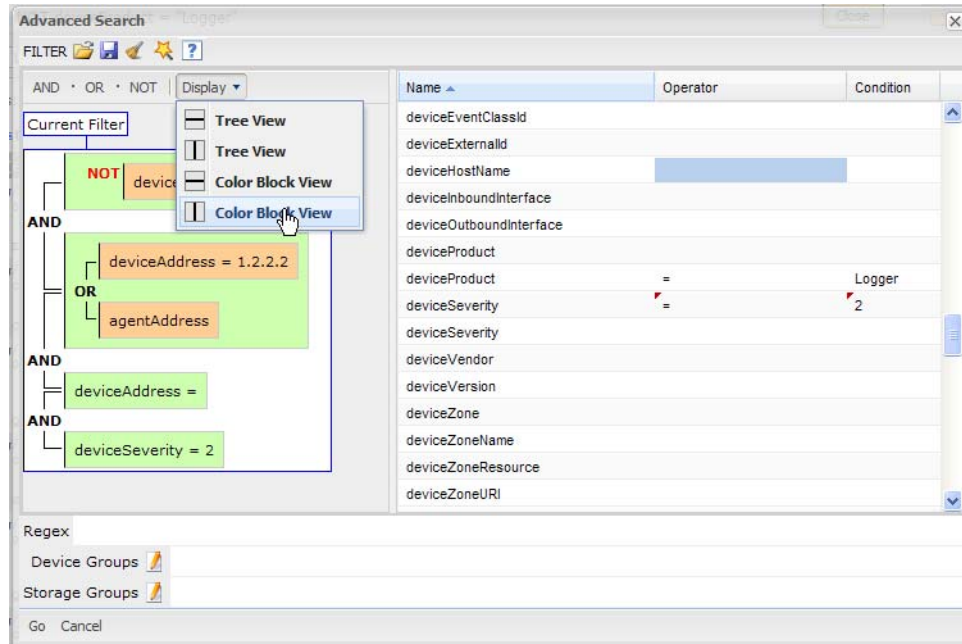 Advanced Search
Close
FILTER
AND · OR · NOT | Display
Tree View
Tree View
Color Block View
Color Block View
Current Filter
NOT device
AND
deviceAddress = 1.2.2.2
OR
agentAddress
AND
deviceAddress =
AND
deviceSeverity = 2
Name Operator Condition
deviceEventClassId
deviceExternalId
deviceHostName
deviceInboundInterface
deviceOutboundInterface
deviceProduct
deviceProduct = Logger
deviceSeverity = 2
deviceSeverity
deviceVendor
deviceVersion
deviceZone
deviceZoneName
deviceZoneResource
deviceZoneURI
Regex
Device Groups
Storage Groups
Go Cancel